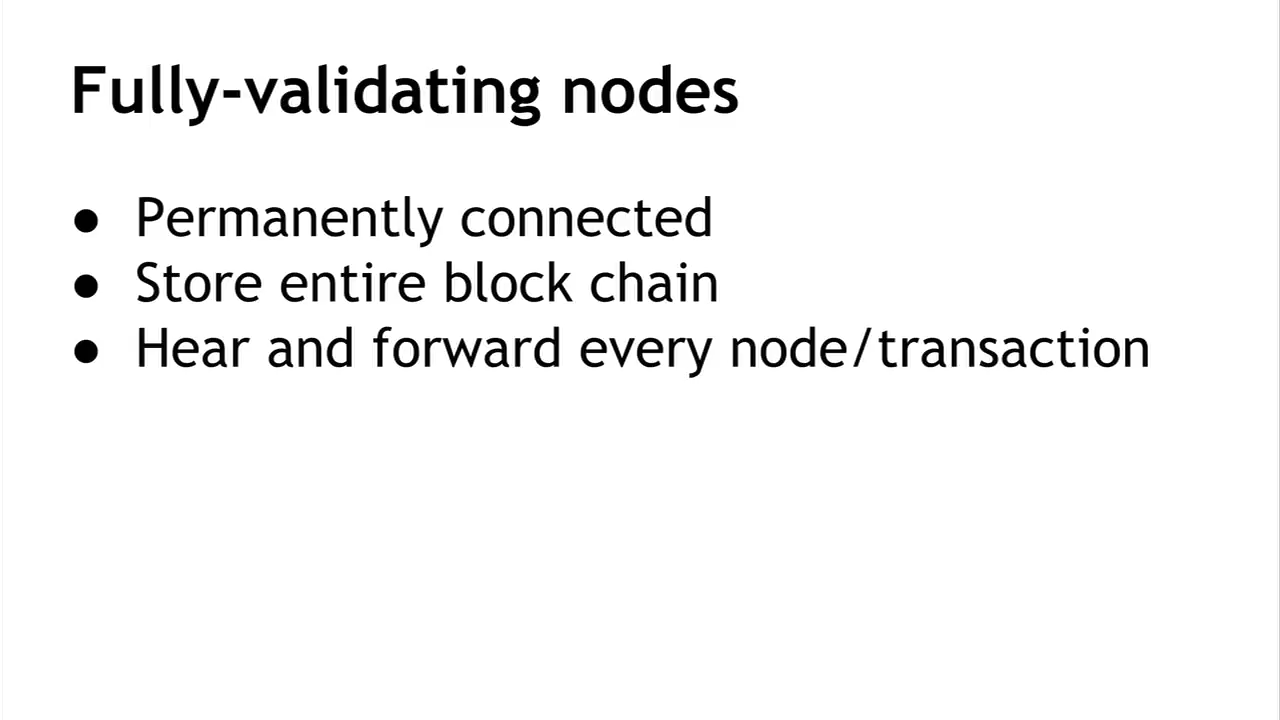 Fully-validating nodes
● Permanently connected
● Store entire block chain
● Hear and forward every node/transaction